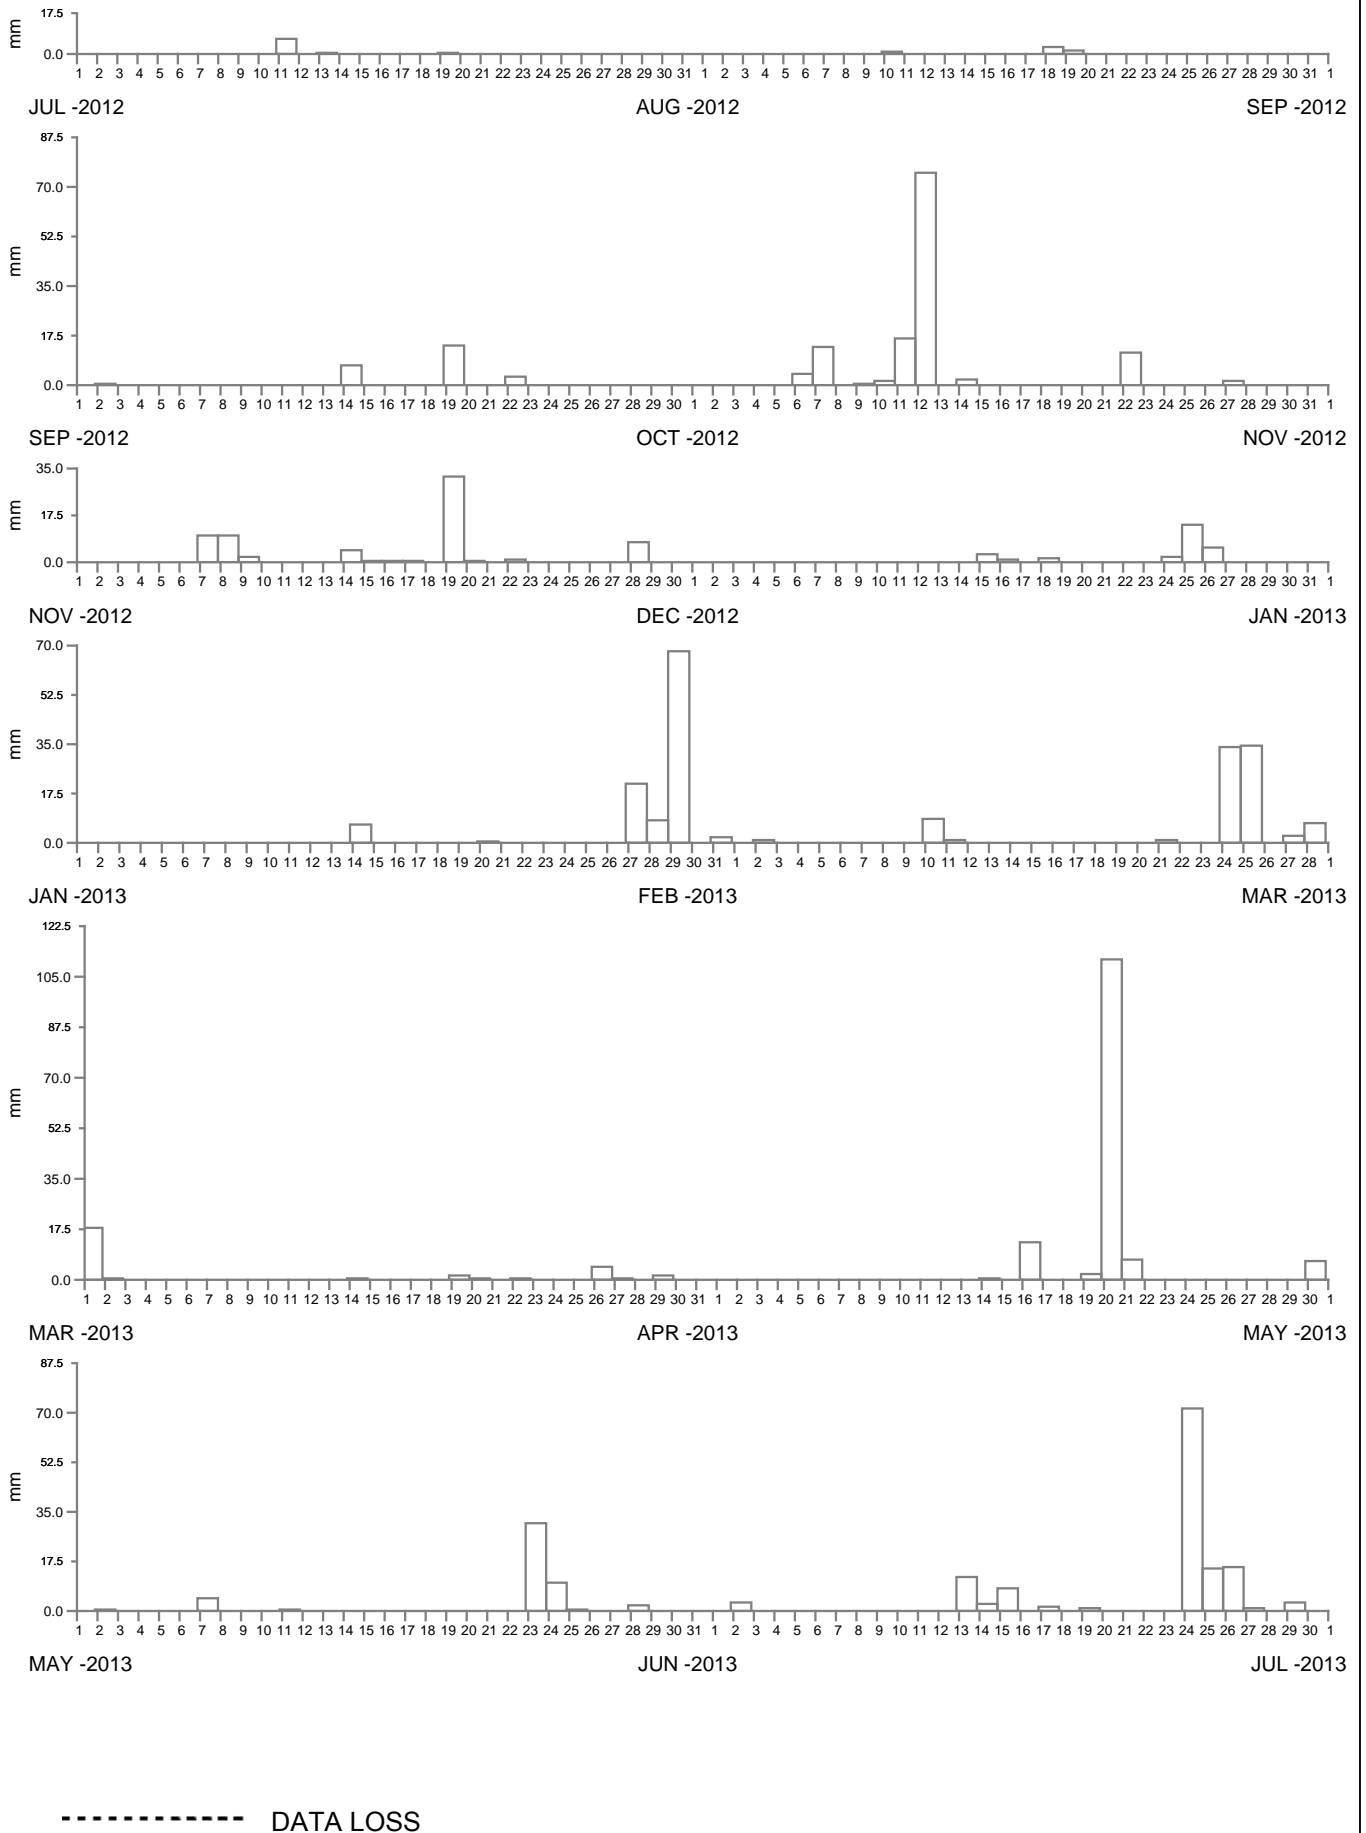 17.5
mm
0.0
1 2 3 4 5 6 7 8 9 10 11 12 13 14 15 16 17 18 19 20 21 22 23 24 25 26 27 28 29 30 31 1 2 3 4 5 6 7 8 9 10 11 12 13 14 15 16 17 18 19 20 21 22 23 24 25 26 27 28 29 30 31 1
JUL -2012 AUG -2012 SEP -2012
87.5
70.0
52.5
mm
35.0
17.5
0.0
1 2 3 4 5 6 7 8 9 10 11 12 13 14 15 16 17 18 19 20 21 22 23 24 25 26 27 28 29 30 1 2 3 4 5 6 7 8 9 10 11 12 13 14 15 16 17 18 19 20 21 22 23 24 25 26 27 28 29 30 31 1
SEP -2012 OCT -2012 NOV -2012
35.0
mm
17.5
0.0
1 2 3 4 5 6 7 8 9 10 11 12 13 14 15 16 17 18 19 20 21 22 23 24 25 26 27 28 29 30 1 2 3 4 5 6 7 8 9 10 11 12 13 14 15 16 17 18 19 20 21 22 23 24 25 26 27 28 29 30 31 1
NOV -2012 DEC -2012 JAN -2013
70.0
52.5
mm
35.0
17.5
0.0
1 2 3 4 5 6 7 8 9 10 11 12 13 14 15 16 17 18 19 20 21 22 23 24 25 26 27 28 29 30 31 1 2 3 4 5 6 7 8 9 10 11 12 13 14 15 16 17 18 19 20 21 22 23 24 25 26 27 28 1
JAN -2013 FEB -2013 MAR -2013
122.5
105.0
87.5
70.0
mm
52.5
35.0
17.5
0.0
1 2 3 4 5 6 7 8 9 10 11 12 13 14 15 16 17 18 19 20 21 22 23 24 25 26 27 28 29 30 31 1 2 3 4 5 6 7 8 9 10 11 12 13 14 15 16 17 18 19 20 21 22 23 24 25 26 27 28 29 30 1
MAR -2013 APR -2013 MAY -2013
87.5
70.0
52.5
mm
35.0
17.5
0.0
1 2 3 4 5 6 7 8 9 10 11 12 13 14 15 16 17 18 19 20 21 22 23 24 25 26 27 28 29 30 31 1 2 3 4 5 6 7 8 9 10 11 12 13 14 15 16 17 18 19 20 21 22 23 24 25 26 27 28 29 30 1
MAY -2013 JUN -2013 JUL -2013
DATA LOSS